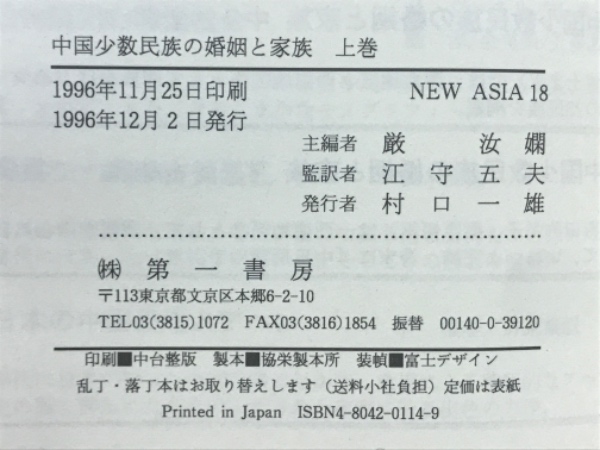 中国少数民族の婚姻と家族 上巻
1996年11月25日印刷 NEW ASIA 18
1996年12月2日発行
主編者 厳汝嫻
監訳者 江守五夫
発行者 村口一雄
㈱ 第一書房
〒113東京都文京区本郷6-2-10
TEL03(3815)1072 FAX03(3816)1854 振替 00140-0-39120
印刷■中台整版 製本■協栄製本所 装幀■富士デザイン
乱丁・落丁本はお取り替えします（送料小社負担）定価は表紙
Printed in Japan ISBN4-8042-0114-9